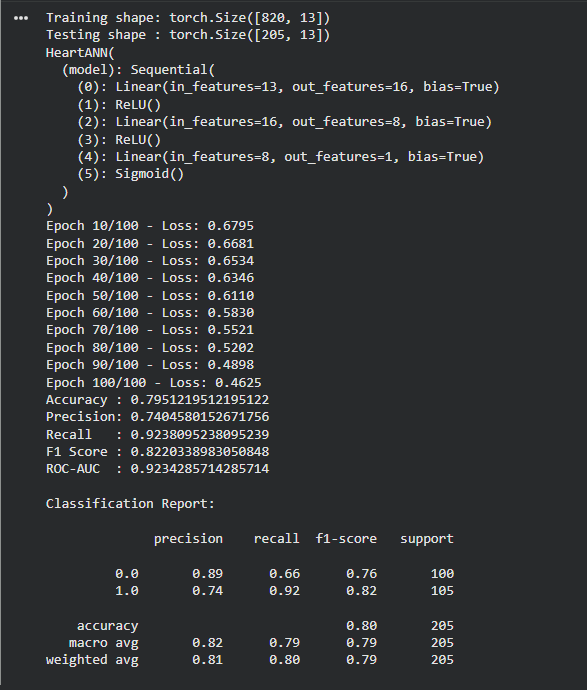 Training shape: torch.Size([820, 13])
Testing shape : torch.Size([205, 13])
HeartANN(
  (model): Sequential(
    (0): Linear(in_features=13, out_features=16, bias=True)
    (1): ReLU()
    (2): Linear(in_features=16, out_features=8, bias=True)
    (3): ReLU()
    (4): Linear(in_features=8, out_features=1, bias=True)
    (5): Sigmoid()
  )
)
Epoch 10/100 - Loss: 0.6795
Epoch 20/100 - Loss: 0.6681
Epoch 30/100 - Loss: 0.6534
Epoch 40/100 - Loss: 0.6346
Epoch 50/100 - Loss: 0.6110
Epoch 60/100 - Loss: 0.5830
Epoch 70/100 - Loss: 0.5521
Epoch 80/100 - Loss: 0.5202
Epoch 90/100 - Loss: 0.4898
Epoch 100/100 - Loss: 0.4625
Accuracy : 0.7951219512195122
Precision: 0.7404580152671756
Recall   : 0.9238095238095239
F1 Score : 0.8220338983050848
ROC-AUC  : 0.9234285714285714

Classification Report:

              precision    recall  f1-score   support

         0.0       0.89      0.66      0.76       100
         1.0       0.74      0.92      0.82       105

    accuracy                           0.80       205
   macro avg       0.82      0.79      0.79       205
weighted avg       0.81      0.80      0.79       205